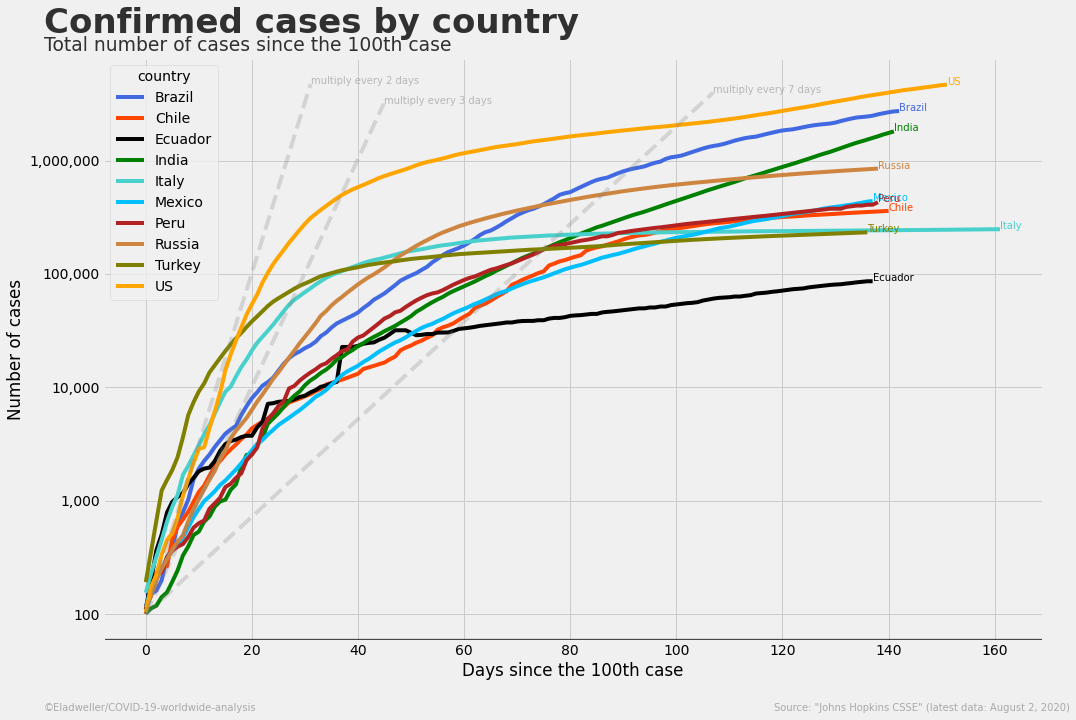 Confirmed cases by country
Total number of cases since the 100th case
country
Brazil
Chile
Ecuador
India
Italy
Mexico
Peru
Russia
Turkey
US
multiply every 2 days
multiply every 3 days
multiply every 7 days
US
Brazil
India
Russia
Mexico
Peru
Chile
Italy
Turkey
Ecuador
Number of cases
1,000,000
100,000
10,000
1,000
100
0 20 40 60 80 100 120 140 160
Days since the 100th case
©Eladweller/COVID-19-worldwide-analysis
Source: "Johns Hopkins CSSE" (latest data: August 2, 2020)